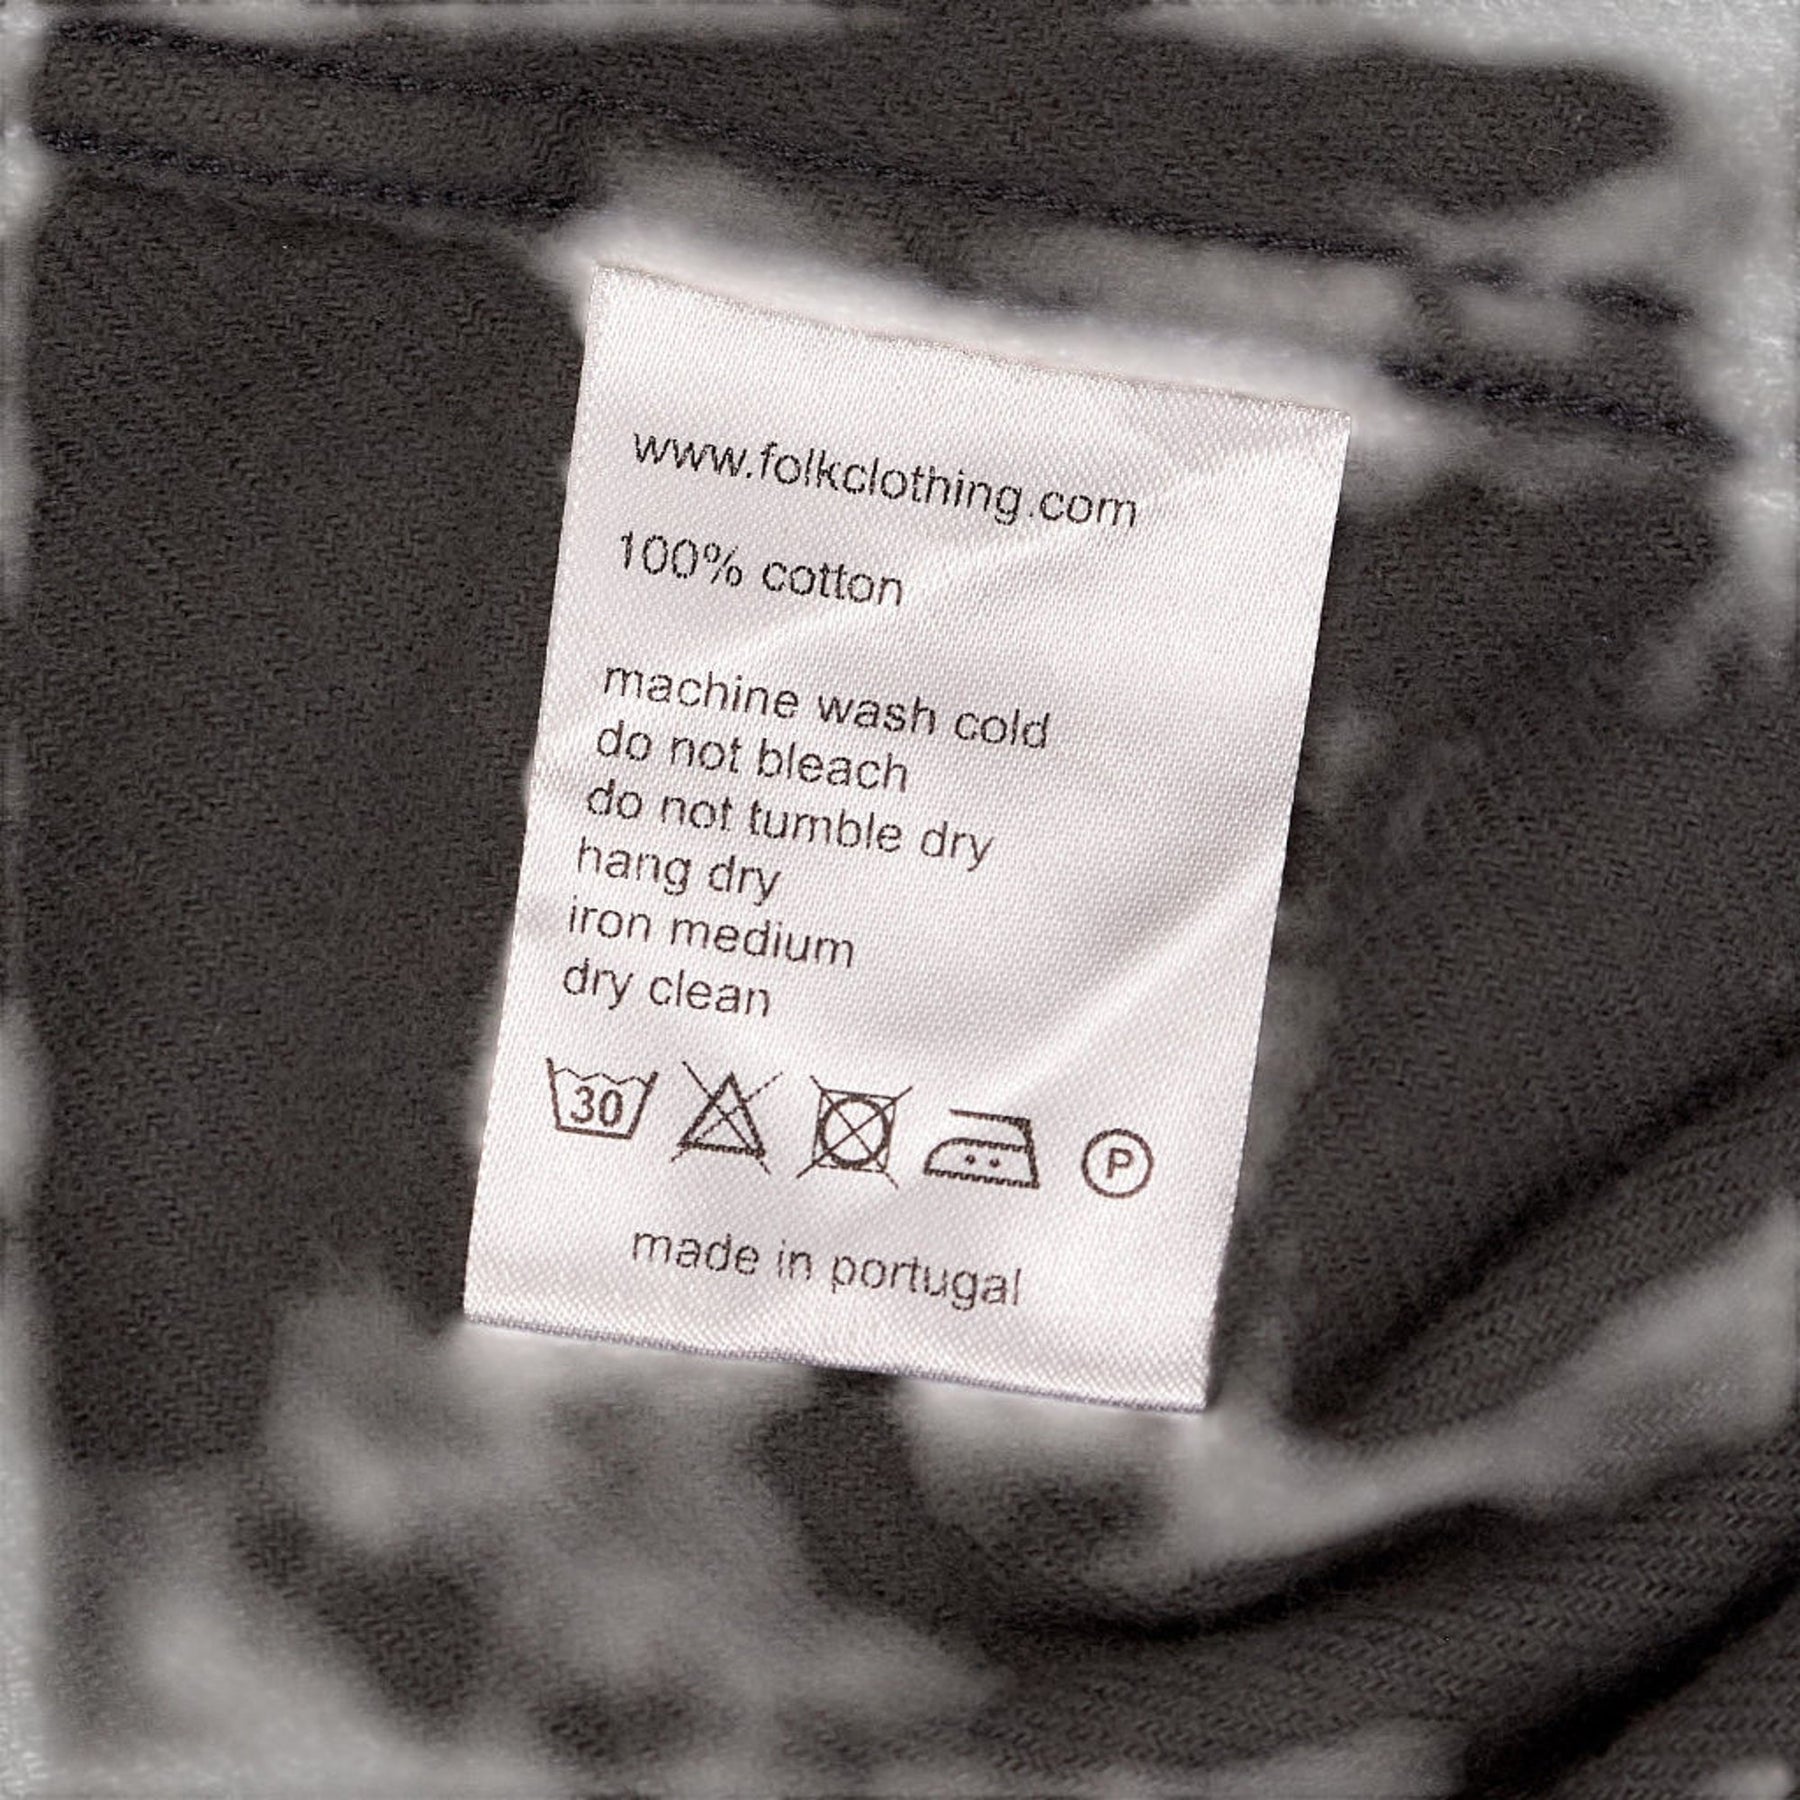 www.folkclothing.com
100% cotton
machine wash cold
do not bleach
do not tumble dry
hang dry
iron medium
dry clean
30 P
made in portugal